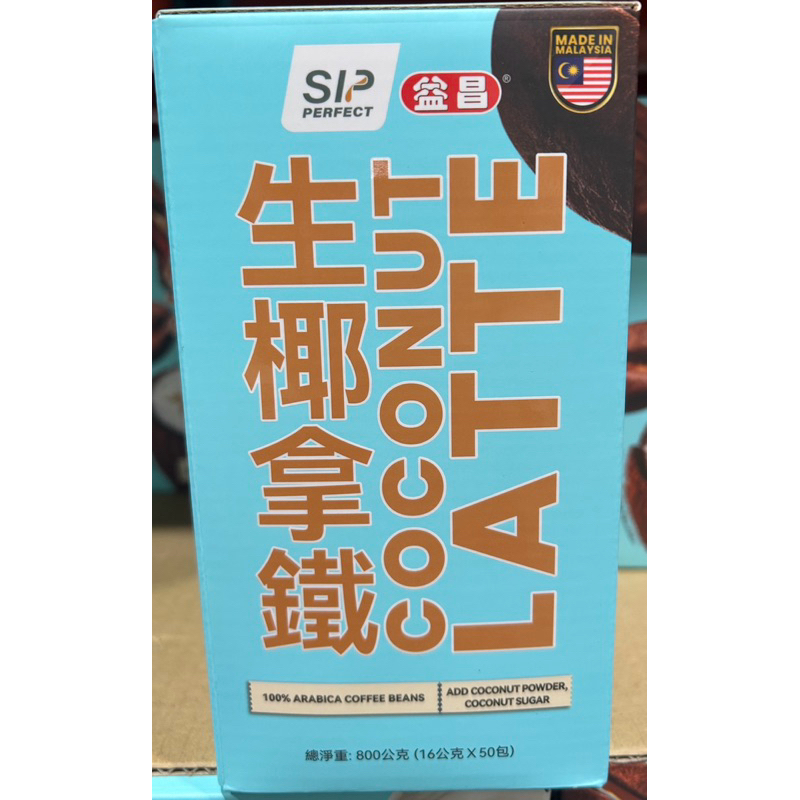 SIP
PERFECT
益昌
®
MADE IN
MALAYSIA
生椰拿鐵
COCONUT
LATTE
100% ARABICA COFFEE BEANS
ADD COCONUT POWDER,
COCONUT SUGAR
總淨重: 800公克 (16公克 X 50包)